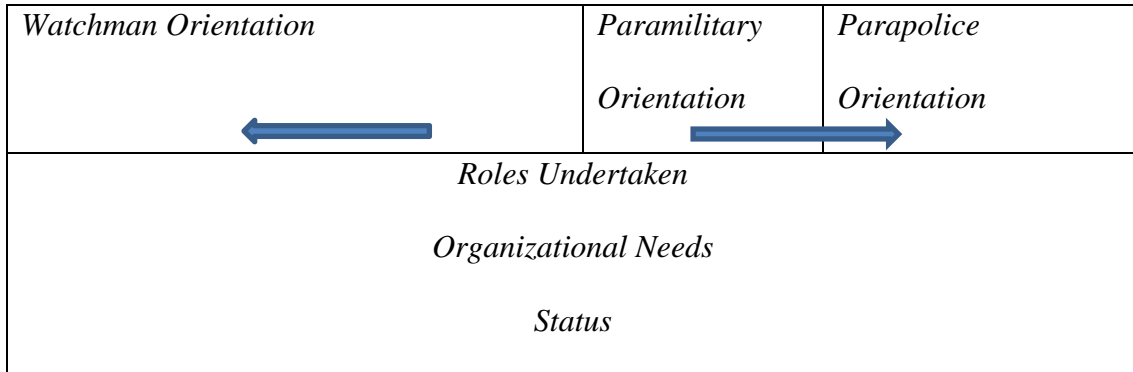 Watchman Orientation
Paramilitary
Orientation
Parapolice
Orientation
Roles Undertaken
Organizational Needs
Status